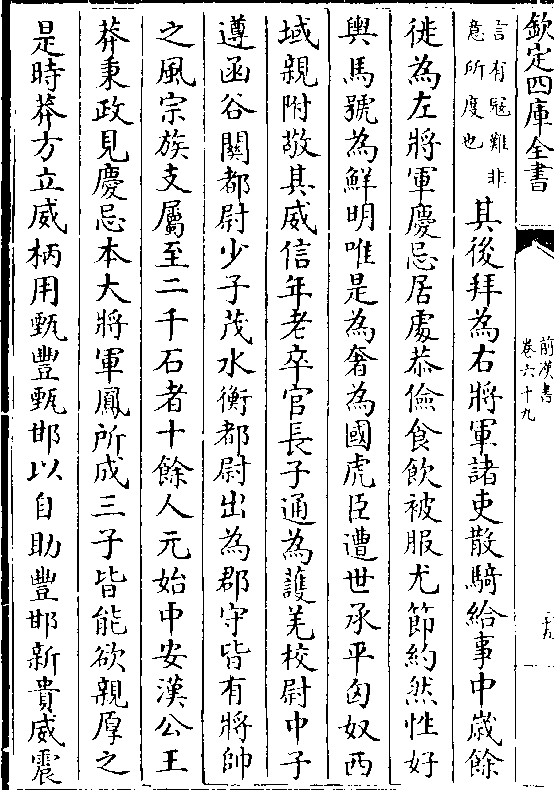 欽定四庫全書
前漢書
卷六十九
言有寇難非
意所度也
其後拜為右將軍諸吏散騎給事中嵗餘
徙為左將軍慶忌居處恭儉食飲被服尤節約然性好
輿馬號為鮮明唯是為奢為國虎臣遭世承平匈奴西
域親附敬其威信年老卒官長子通為護羌校尉中子
遵函谷關都尉少子茂水衡都尉出為郡守皆有將帥
之風宗族支屬至二千石者十餘人元始中安漢公王
莽秉政見慶忌本大將軍鳳所成三子皆能欲親厚之
是時莽方立威柄用甄豐甄邯以自助豐邯新貴威震